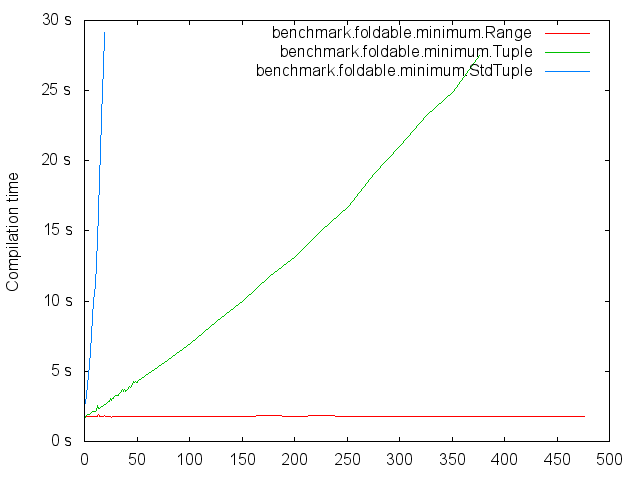 30 s
benchmark.foldable.minimum.Range
benchmark.foldable.minimum.Tuple
benchmark.foldable.minimum.StdTuple
25 s
20 s
15 s
10 s
5 s
0 s
Compilation time
0 50 100 150 200 250 300 350 400 450 500